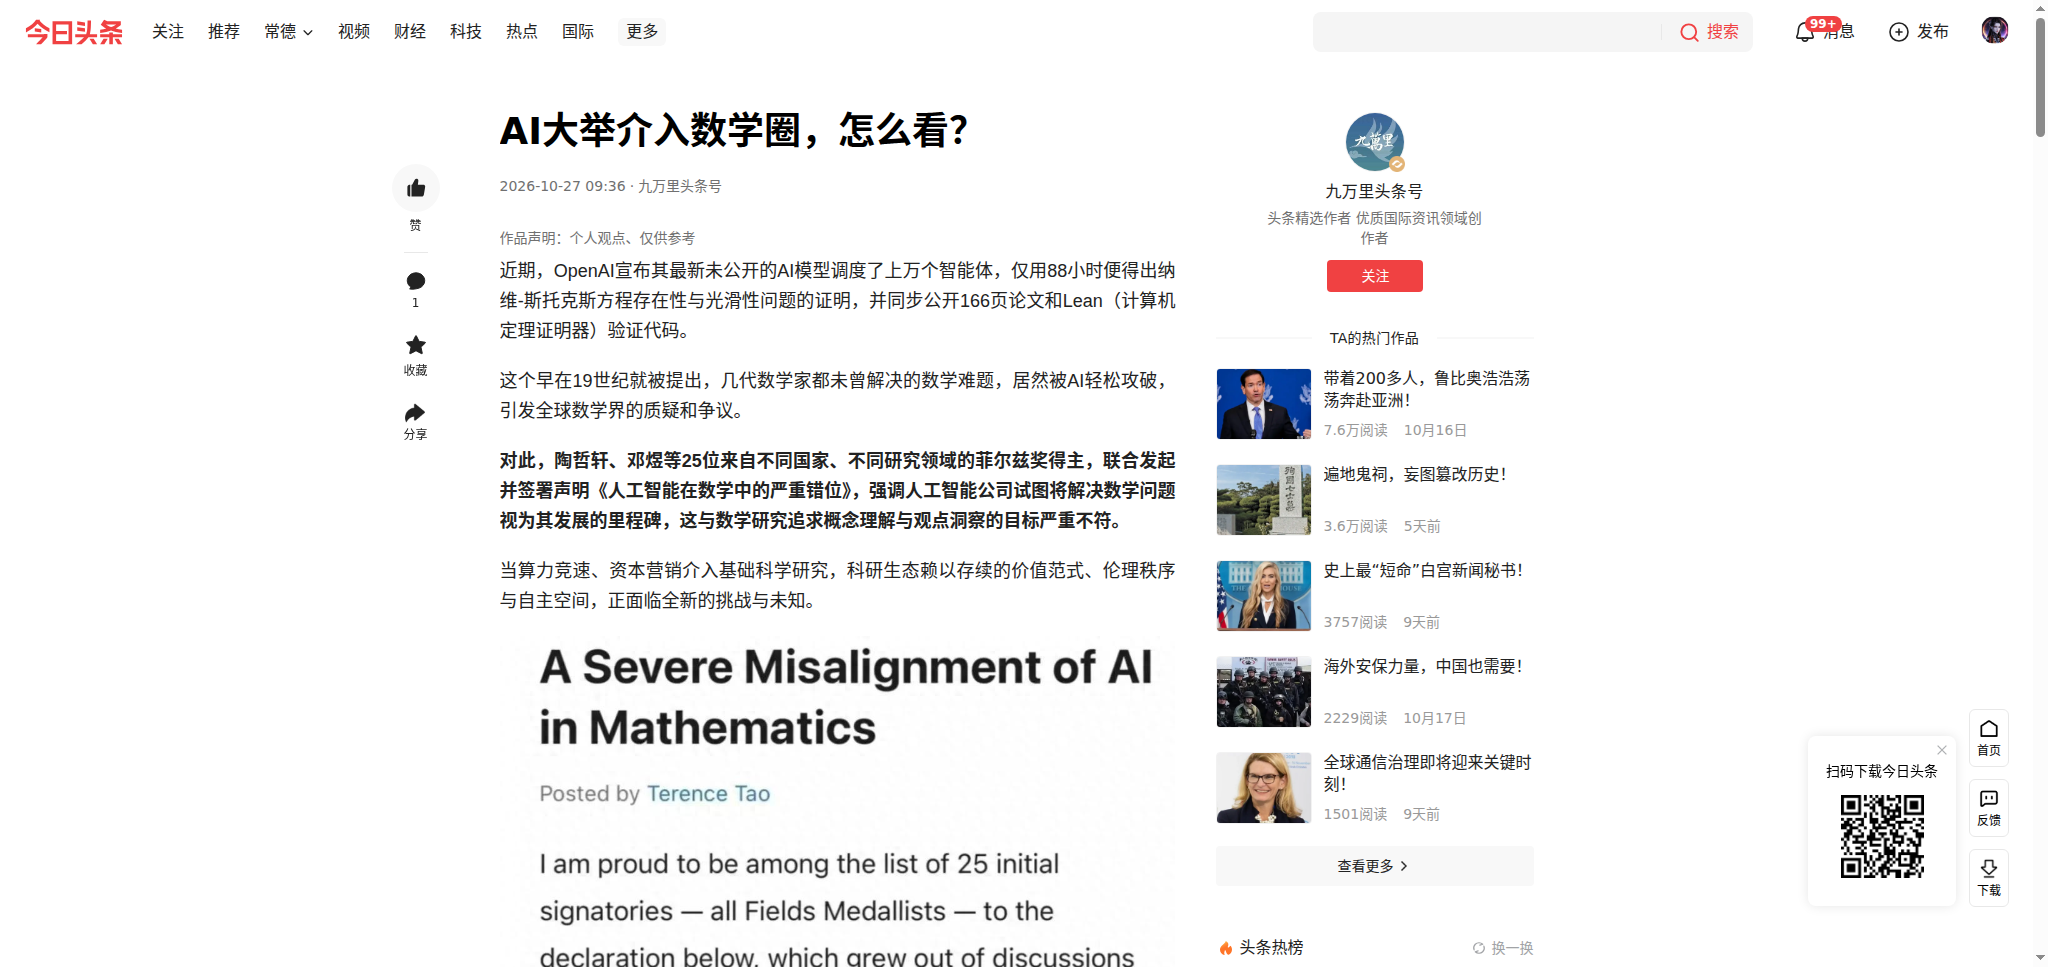 今日头条
关注
推荐
常德
视频
财经
科技
热点
国际
更多
搜索
99+
消息
发布
AI大举介入数学圈，怎么看？
2026-10-27 09:36 · 九万里头条号
作品声明：个人观点、仅供参考
近期，OpenAI宣布其最新未公开的AI模型调度了上万个智能体，仅用88小时便得出纳
维-斯托克斯方程存在性与光滑性问题的证明，并同步公开166页论文和Lean（计算机
定理证明器）验证代码。
这个早在19世纪就被提出，几代数学家都未曾解决的数学难题，居然被AI轻松攻破，
引发全球数学界的质疑和争议。
对此，陶哲轩、邓煜等25位来自不同国家、不同研究领域的菲尔兹奖得主，联合发起
并签署声明《人工智能在数学中的严重错位》，强调人工智能公司试图将解决数学问题
视为其发展的里程碑，这与数学研究追求概念理解与观点洞察的目标严重不符。
当算力竞速、资本营销介入基础科学研究，科研生态赖以存续的价值范式、伦理秩序
与自主空间，正面临全新的挑战与未知。
A Severe Misalignment of AI
in Mathematics
Posted by Terence Tao
I am proud to be among the list of 25 initial
signatories — all Fields Medallists — to the
declaration below, which grew out of discussions
赞
1
收藏
分享
九萬里
九万里头条号
头条精选作者 优质国际资讯领域创
作者
关注
TA的热门作品
带着200多人，鲁比奥浩浩荡
荡奔赴亚洲！
7.6万阅读 10月16日
遍地鬼祠，妄图篡改历史！
3.6万阅读 5天前
史上最“短命”白宫新闻秘书！
3757阅读 9天前
海外安保力量，中国也需要！
2229阅读 10月17日
全球通信治理即将迎来关键时
刻！
1501阅读 9天前
查看更多
头条热榜
换一换
扫码下载今日头条
首页
反馈
下载